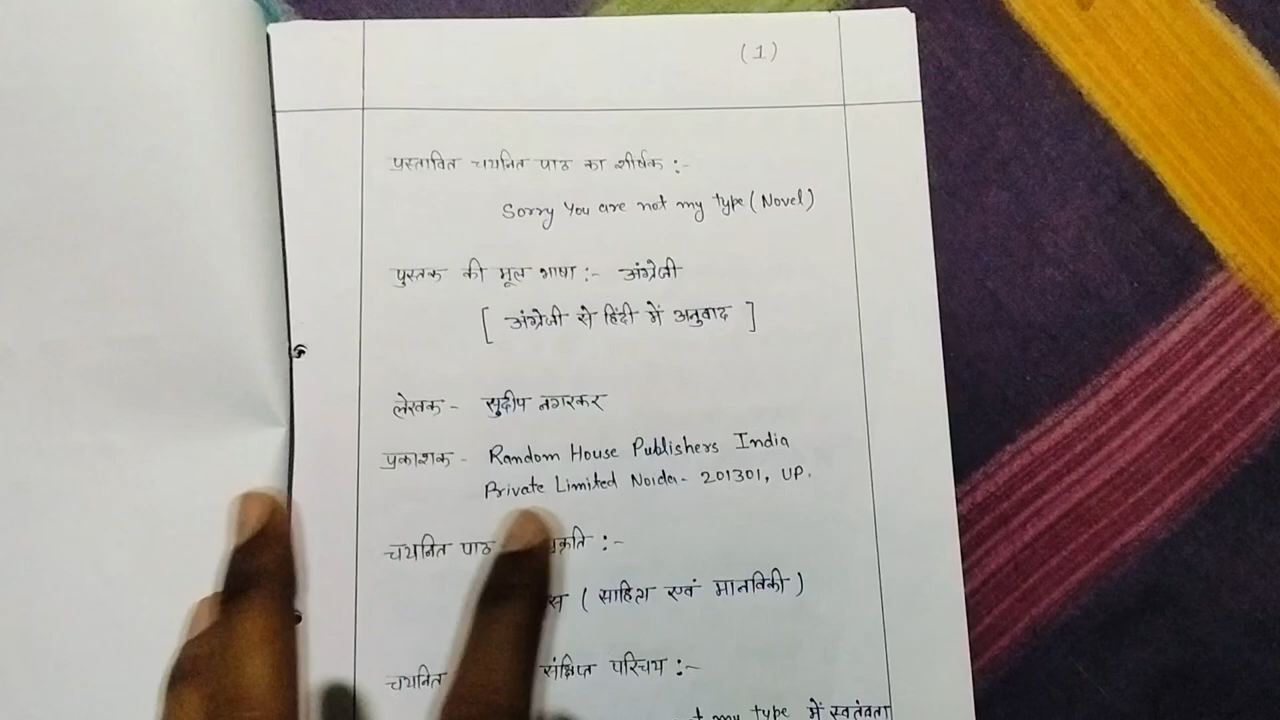 (1)
प्रस्तावित चयनित पाठ का शीर्षक :-
Sorry You are not my type (Novel)
पुस्तक की मूल भाषा :- अंग्रेजी
[ अंग्रेजी से हिंदी में अनुवाद ]
लेखक - सुदीप नगरकर
प्रकाशक - Random House Publishers India
Private Limited Noida - 201301, UP.
चयनित पाठ :-
( साहित्य एवं मानविकी )
चयनित संक्षिप्त परिचय :-
my type में स्वतंत्रता